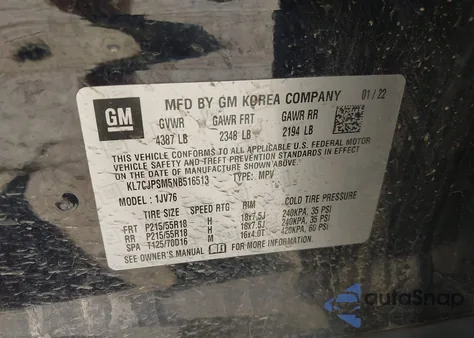 GM
MFD BY GM KOREA COMPANY 01/22
GVWR GAWR FRT GAWR RR
4387 LB 2348 LB 2194 LB
THIS VEHICLE CONFORMS TO ALL APPLICABLE U.S. FEDERAL MOTOR
VEHICLE SAFETY AND THEFT PREVENTION STANDARDS IN EFFECT
ON THE DATE OF MANUFACTURE SHOWN ABOVE.
KL7CJPSM5NB516513 TYPE: MPV
MODEL: 1JV76
TIRE SIZE SPEED RTG RIM COLD TIRE PRESSURE
FRT P215/55R18 H 18x7.5J 240KPA, 35 PSI
RR P215/55R18 H 18x7.5J 240KPA, 35 PSI
SPA T125/70D16 M 16x4.0T 420KPA, 60 PSI
SEE OWNER'S MANUAL FOR MORE INFORMATION.
autoSnap